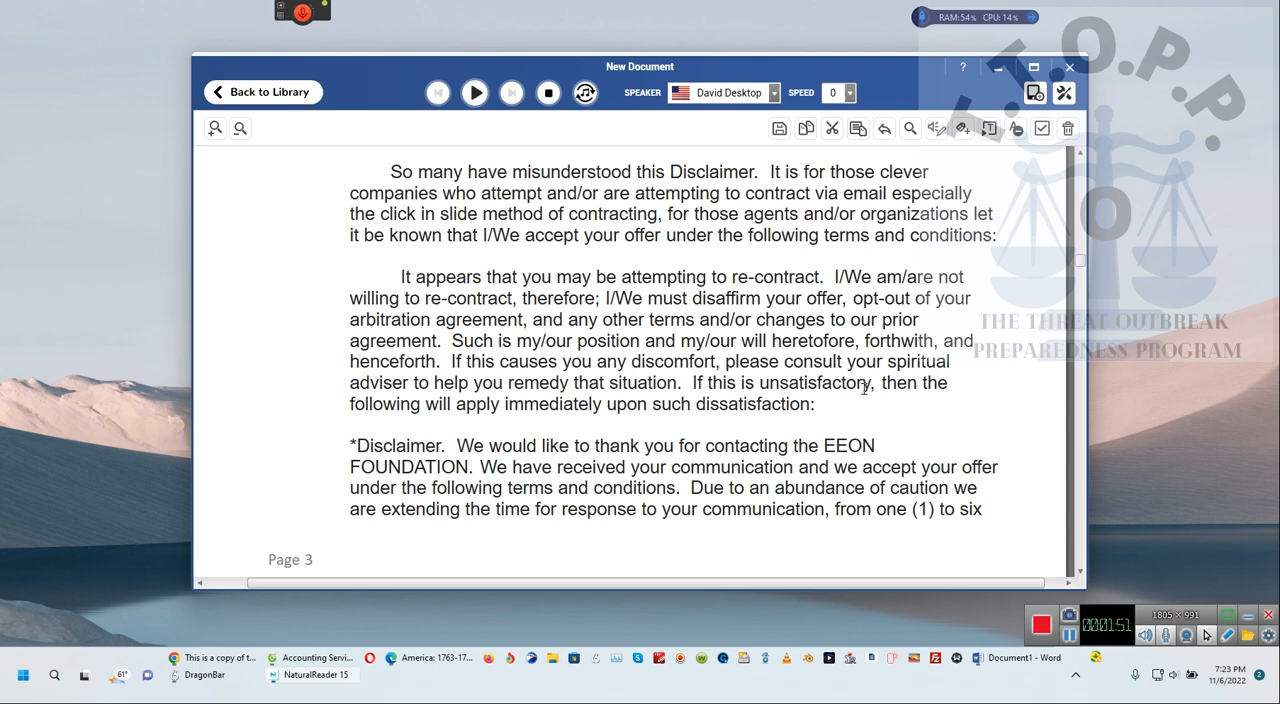 RAM:54% CPU:14%
New Document
Back to Library
SPEAKER David Desktop SPEED 0
T.T.O.P.P.
So many have misunderstood this Disclaimer. It is for those clever
companies who attempt and/or are attempting to contract via email especially
the click in slide method of contracting, for those agents and/or organizations let
it be known that I/We accept your offer under the following terms and conditions:
It appears that you may be attempting to re-contract. I/We am/are not
willing to re-contract, therefore; I/We must disaffirm your offer, opt-out of your
arbitration agreement, and any other terms and/or changes to our prior
agreement. Such is my/our position and my/our will heretofore, forthwith, and
henceforth. If this causes you any discomfort, please consult your spiritual
adviser to help you remedy that situation. If this is unsatisfactory, then the
following will apply immediately upon such dissatisfaction:
*Disclaimer. We would like to thank you for contacting the EEON
FOUNDATION. We have received your communication and we accept your offer
under the following terms and conditions. Due to an abundance of caution we
are extending the time for response to your communication, from one (1) to six
Page 3
THE THREAT OUTBREAK
PREPAREDNESS PROGRAM
1805 × 991
00:01:51
This is a copy of t...
Accounting Servi...
America: 1763-17...
Document1 - Word
61°
DragonBar
NaturalReader 15
7:23 PM
11/6/2022
2